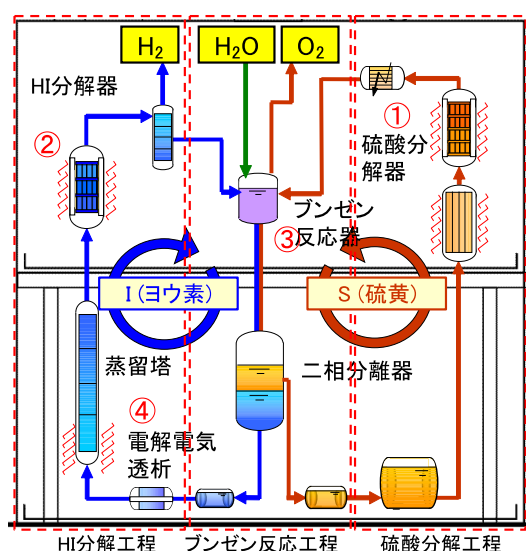 H2
H2O
O2
HI分解器
①
硫酸分
解器
②
ブンゼン
③反応器
I(ヨウ素)
S(硫黄)
蒸留塔
二相分離器
④
電解電気
透析
HI分解工程
ブンゼン反応工程
硫酸分解工程